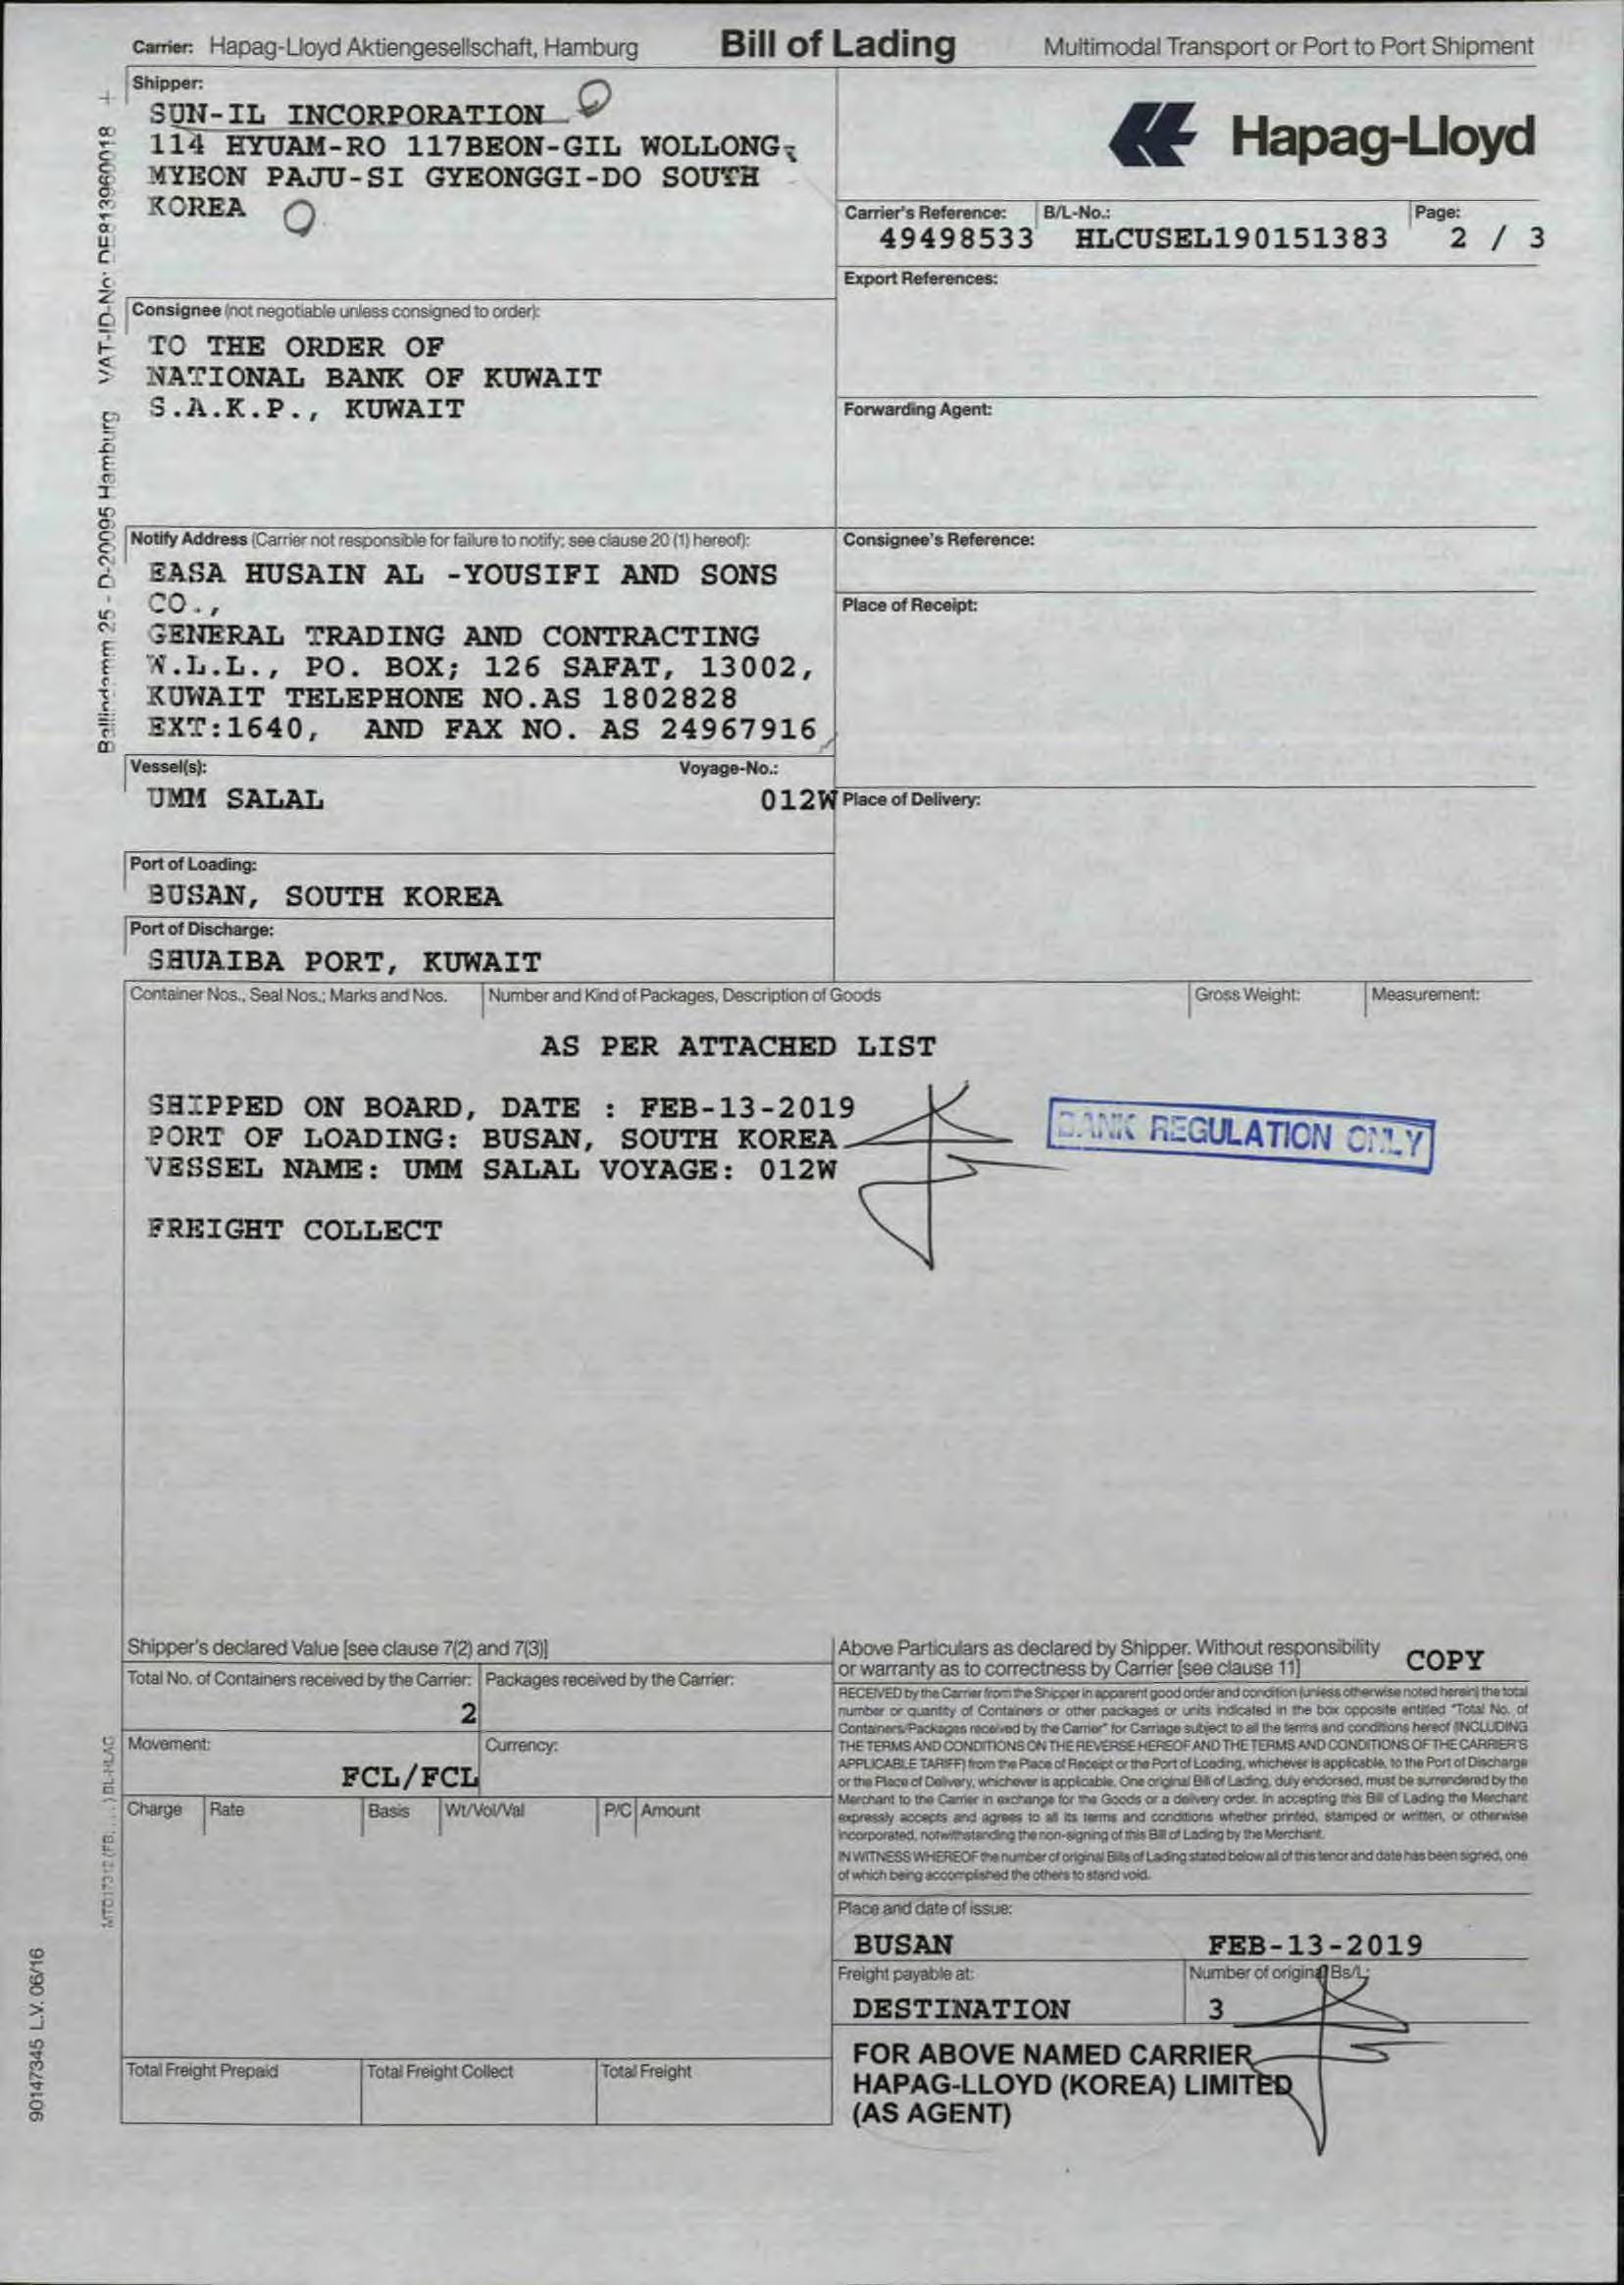 Carrier: Hapag-Lloyd Aktiengesellschaft, Hamburg
Bill of Lading
Multimodal Transport or Port to Port Shipment
Shipper:
SUN-IL INCORPORATION
114 HYUAM-RO 117BEON-GIL WOLLONG-
MYEON PAJU-SI GYEONGGI-DO SOUTH
KOREA
Hapag-Lloyd
Carrier's Reference: B/L-No.: Page:
49498533 HLCUSEL190151383 2 / 3
Export References:
Consignee (not negotiable unless consigned to order):
TO THE ORDER OF
NATIONAL BANK OF KUWAIT
S.A.K.P., KUWAIT
Forwarding Agent:
Notify Address (Carrier not responsible for failure to notify; see clause 20 (1) hereof):
EASA HUSAIN AL -YOUSIFI AND SONS
CO.,
GENERAL TRADING AND CONTRACTING
W.L.L., PO. BOX; 126 SAFAT, 13002,
KUWAIT TELEPHONE NO.AS 1802828
EXT:1640, AND FAX NO. AS 24967916
Consignee's Reference:
Place of Receipt:
Vessel(s): Voyage-No.:
UMM SALAL 012W
Place of Delivery:
Port of Loading:
BUSAN, SOUTH KOREA
Port of Discharge:
SHUAIBA PORT, KUWAIT
Container Nos., Seal Nos.; Marks and Nos. Number and Kind of Packages, Description of Goods Gross Weight: Measurement:
AS PER ATTACHED LIST
SHIPPED ON BOARD, DATE : FEB-13-2019
PORT OF LOADING: BUSAN, SOUTH KOREA
VESSEL NAME: UMM SALAL VOYAGE: 012W
BANK REGULATION ONLY
FREIGHT COLLECT
Shipper's declared Value [see clause 7(2) and 7(3)]
Total No. of Containers received by the Carrier: Packages received by the Carrier:
2
Movement: Currency:
FCL/FCL
Charge Rate Basis Wt/Vol/Val P/C Amount
Total Freight Prepaid Total Freight Collect Total Freight
Above Particulars as declared by Shipper. Without responsibility
or warranty as to correctness by Carrier [see clause 11]
COPY
RECEIVED by the Carrier from the Shipper in apparent good order and condition (unless otherwise noted herein) the total
number or quantity of Containers or other packages or units indicated in the box opposite entitled "Total No. of
Containers/Packages received by the Carrier" for Carriage subject to all the terms and conditions hereof (INCLUDING
THE TERMS AND CONDITIONS ON THE REVERSE HEREOF AND THE TERMS AND CONDITIONS OF THE CARRIER'S
APPLICABLE TARIFF) from the Place of Receipt or the Port of Loading, whichever is applicable, to the Port of Discharge
or the Place of Delivery, whichever is applicable. One original Bill of Lading, duly endorsed, must be surrendered by the
Merchant to the Carrier in exchange for the Goods or a delivery order. In accepting this Bill of Lading the Merchant
expressly accepts and agrees to all its terms and conditions whether printed, stamped or written, or otherwise
incorporated, notwithstanding the non-signing of this Bill of Lading by the Merchant.
IN WITNESS WHEREOF the number of original Bills of Lading stated below all of this tenor and date has been signed, one
of which being accomplished the others to stand void.
Place and date of issue:
BUSAN FEB-13-2019
Freight payable at: Number of original Bs/L:
DESTINATION 3
FOR ABOVE NAMED CARRIER
HAPAG-LLOYD (KOREA) LIMITED
(AS AGENT)
Ballindamm 25 - D-20095 Hamburg VAT-ID-No: DE813960018
90147345 L.V. 06/16